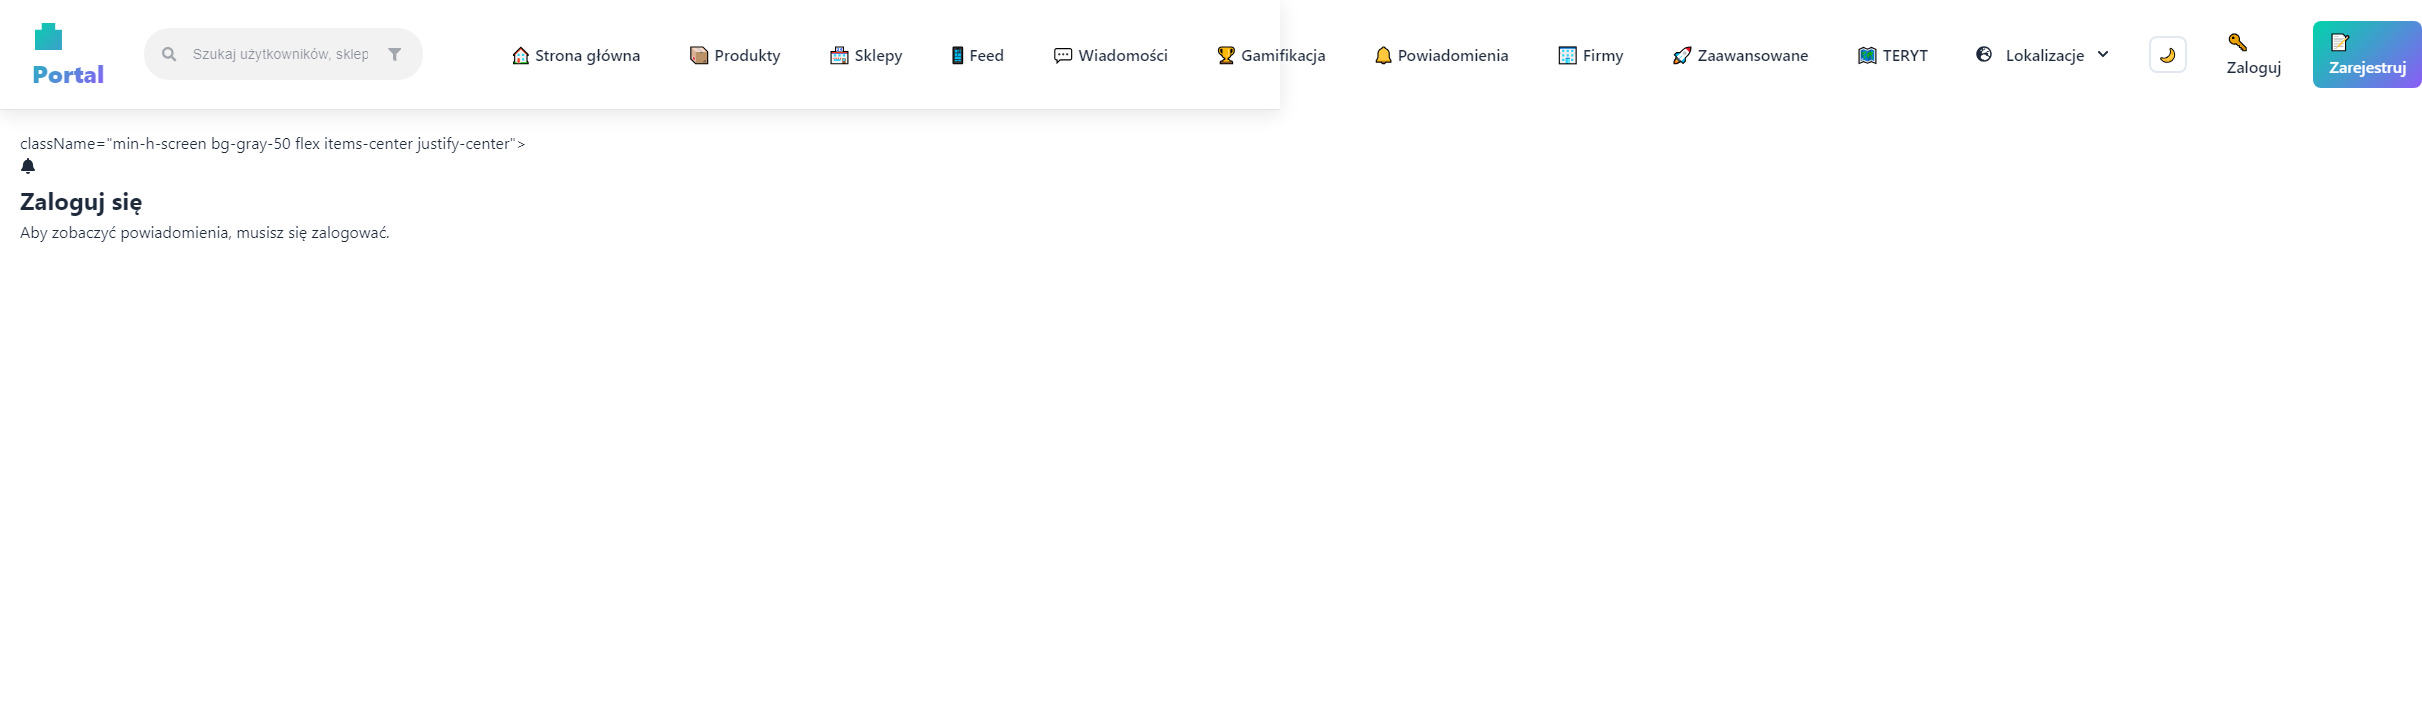 Portal
Szukaj użytkowników, sklep
Strona główna
Produkty
Sklepy
Feed
Wiadomości
Gamifikacja
Powiadomienia
Firmy
Zaawansowane
TERYT
Lokalizacje
Zaloguj
Zarejestruj
className="min-h-screen bg-gray-50 flex items-center justify-center">
Zaloguj się
Aby zobaczyć powiadomienia, musisz się zalogować.